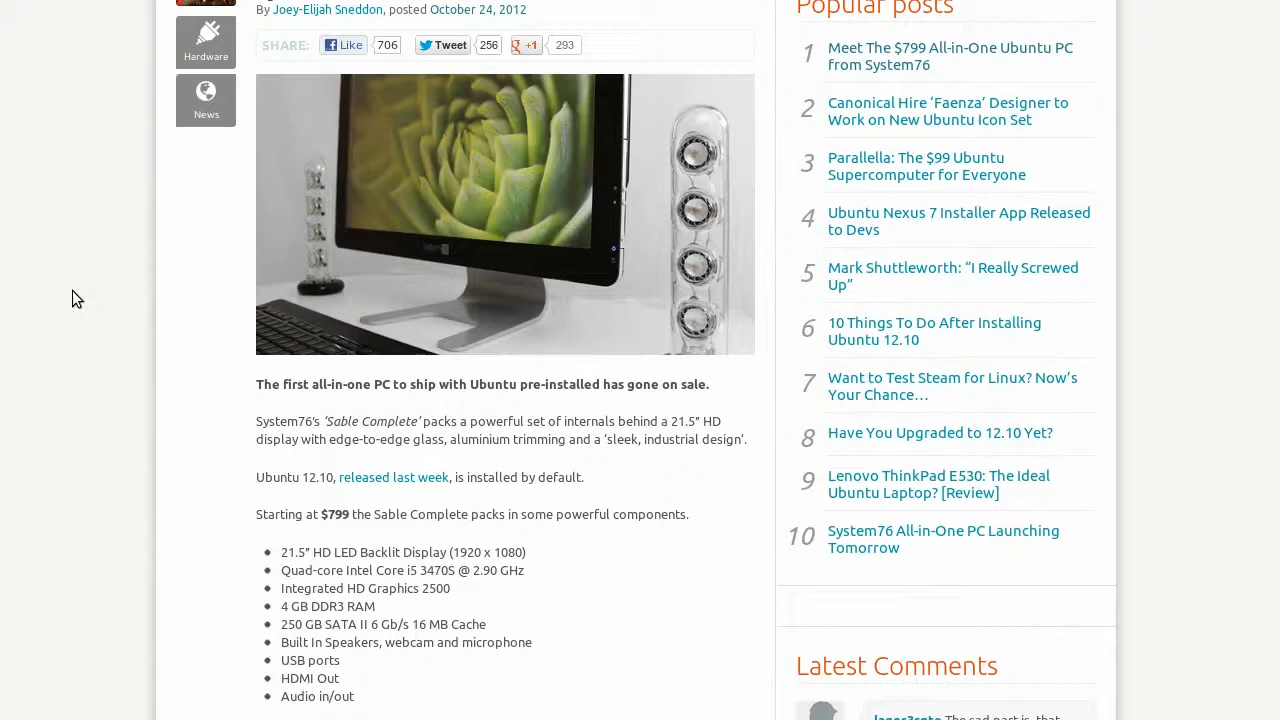 By Joey-Elijah Sneddon, posted October 24, 2012
Hardware
News
SHARE: Like 706 Tweet 256 +1 293
The first all-in-one PC to ship with Ubuntu pre-installed has gone on sale.
System76's ‘Sable Complete’ packs a powerful set of internals behind a 21.5” HD
display with edge-to-edge glass, aluminium trimming and a ‘sleek, industrial design’.
Ubuntu 12.10, released last week, is installed by default.
Starting at $799 the Sable Complete packs in some powerful components.
21.5” HD LED Backlit Display (1920 x 1080)
Quad-core Intel Core i5 3470S @ 2.90 GHz
Integrated HD Graphics 2500
4 GB DDR3 RAM
250 GB SATA II 6 Gb/s 16 MB Cache
Built In Speakers, webcam and microphone
USB ports
HDMI Out
Audio in/out
Popular posts
1 Meet The $799 All-in-One Ubuntu PC
from System76
2 Canonical Hire ‘Faenza’ Designer to
Work on New Ubuntu Icon Set
3 Parallella: The $99 Ubuntu
Supercomputer for Everyone
4 Ubuntu Nexus 7 Installer App Released
to Devs
5 Mark Shuttleworth: “I Really Screwed
Up”
6 10 Things To Do After Installing
Ubuntu 12.10
7 Want to Test Steam for Linux? Now’s
Your Chance…
8 Have You Upgraded to 12.10 Yet?
9 Lenovo ThinkPad E530: The Ideal
Ubuntu Laptop? [Review]
10 System76 All-in-One PC Launching
Tomorrow
Latest Comments
The sad part is, that